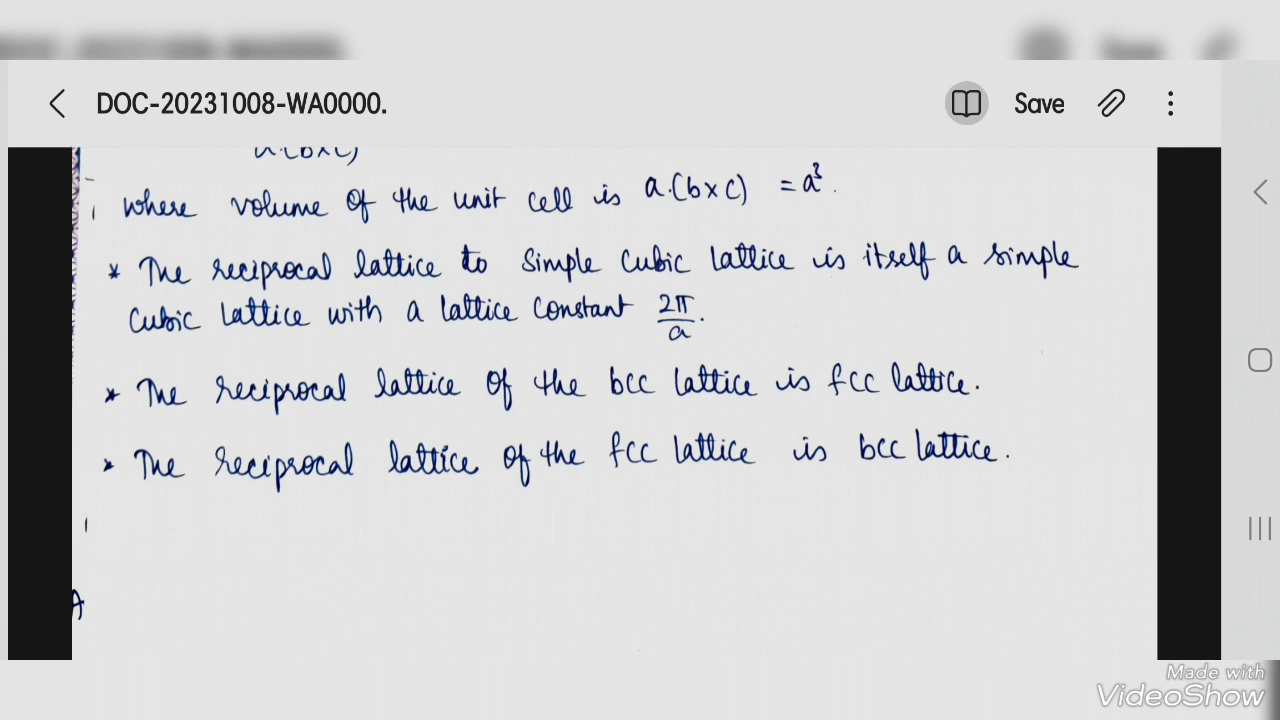 DOC-20231008-WA0000.
Save
a.(b×c)
where volume of the unit cell is a.(b×c) = a³.
* The reciprocal lattice to simple cubic lattice is itself a simple
cubic lattice with a lattice constant 2π/a.
* The reciprocal lattice of the bcc lattice is fcc lattice.
* The reciprocal lattice of the fcc lattice is bcc lattice.
Made with
VideoShow